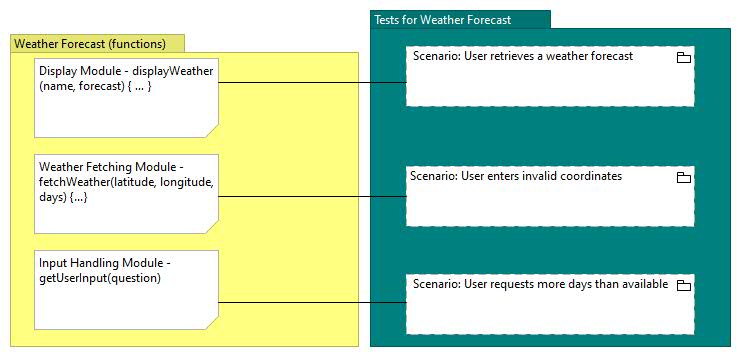 Weather Forecast (functions)
Display Module - displayWeather
(name, forecast) { ... }
Weather Fetching Module -
fetchWeather(latitude, longitude,
days) {...}
Input Handling Module -
getUserInput(question)
Tests for Weather Forecast
Scenario: User retrieves a weather forecast
Scenario: User enters invalid coordinates
Scenario: User requests more days than available